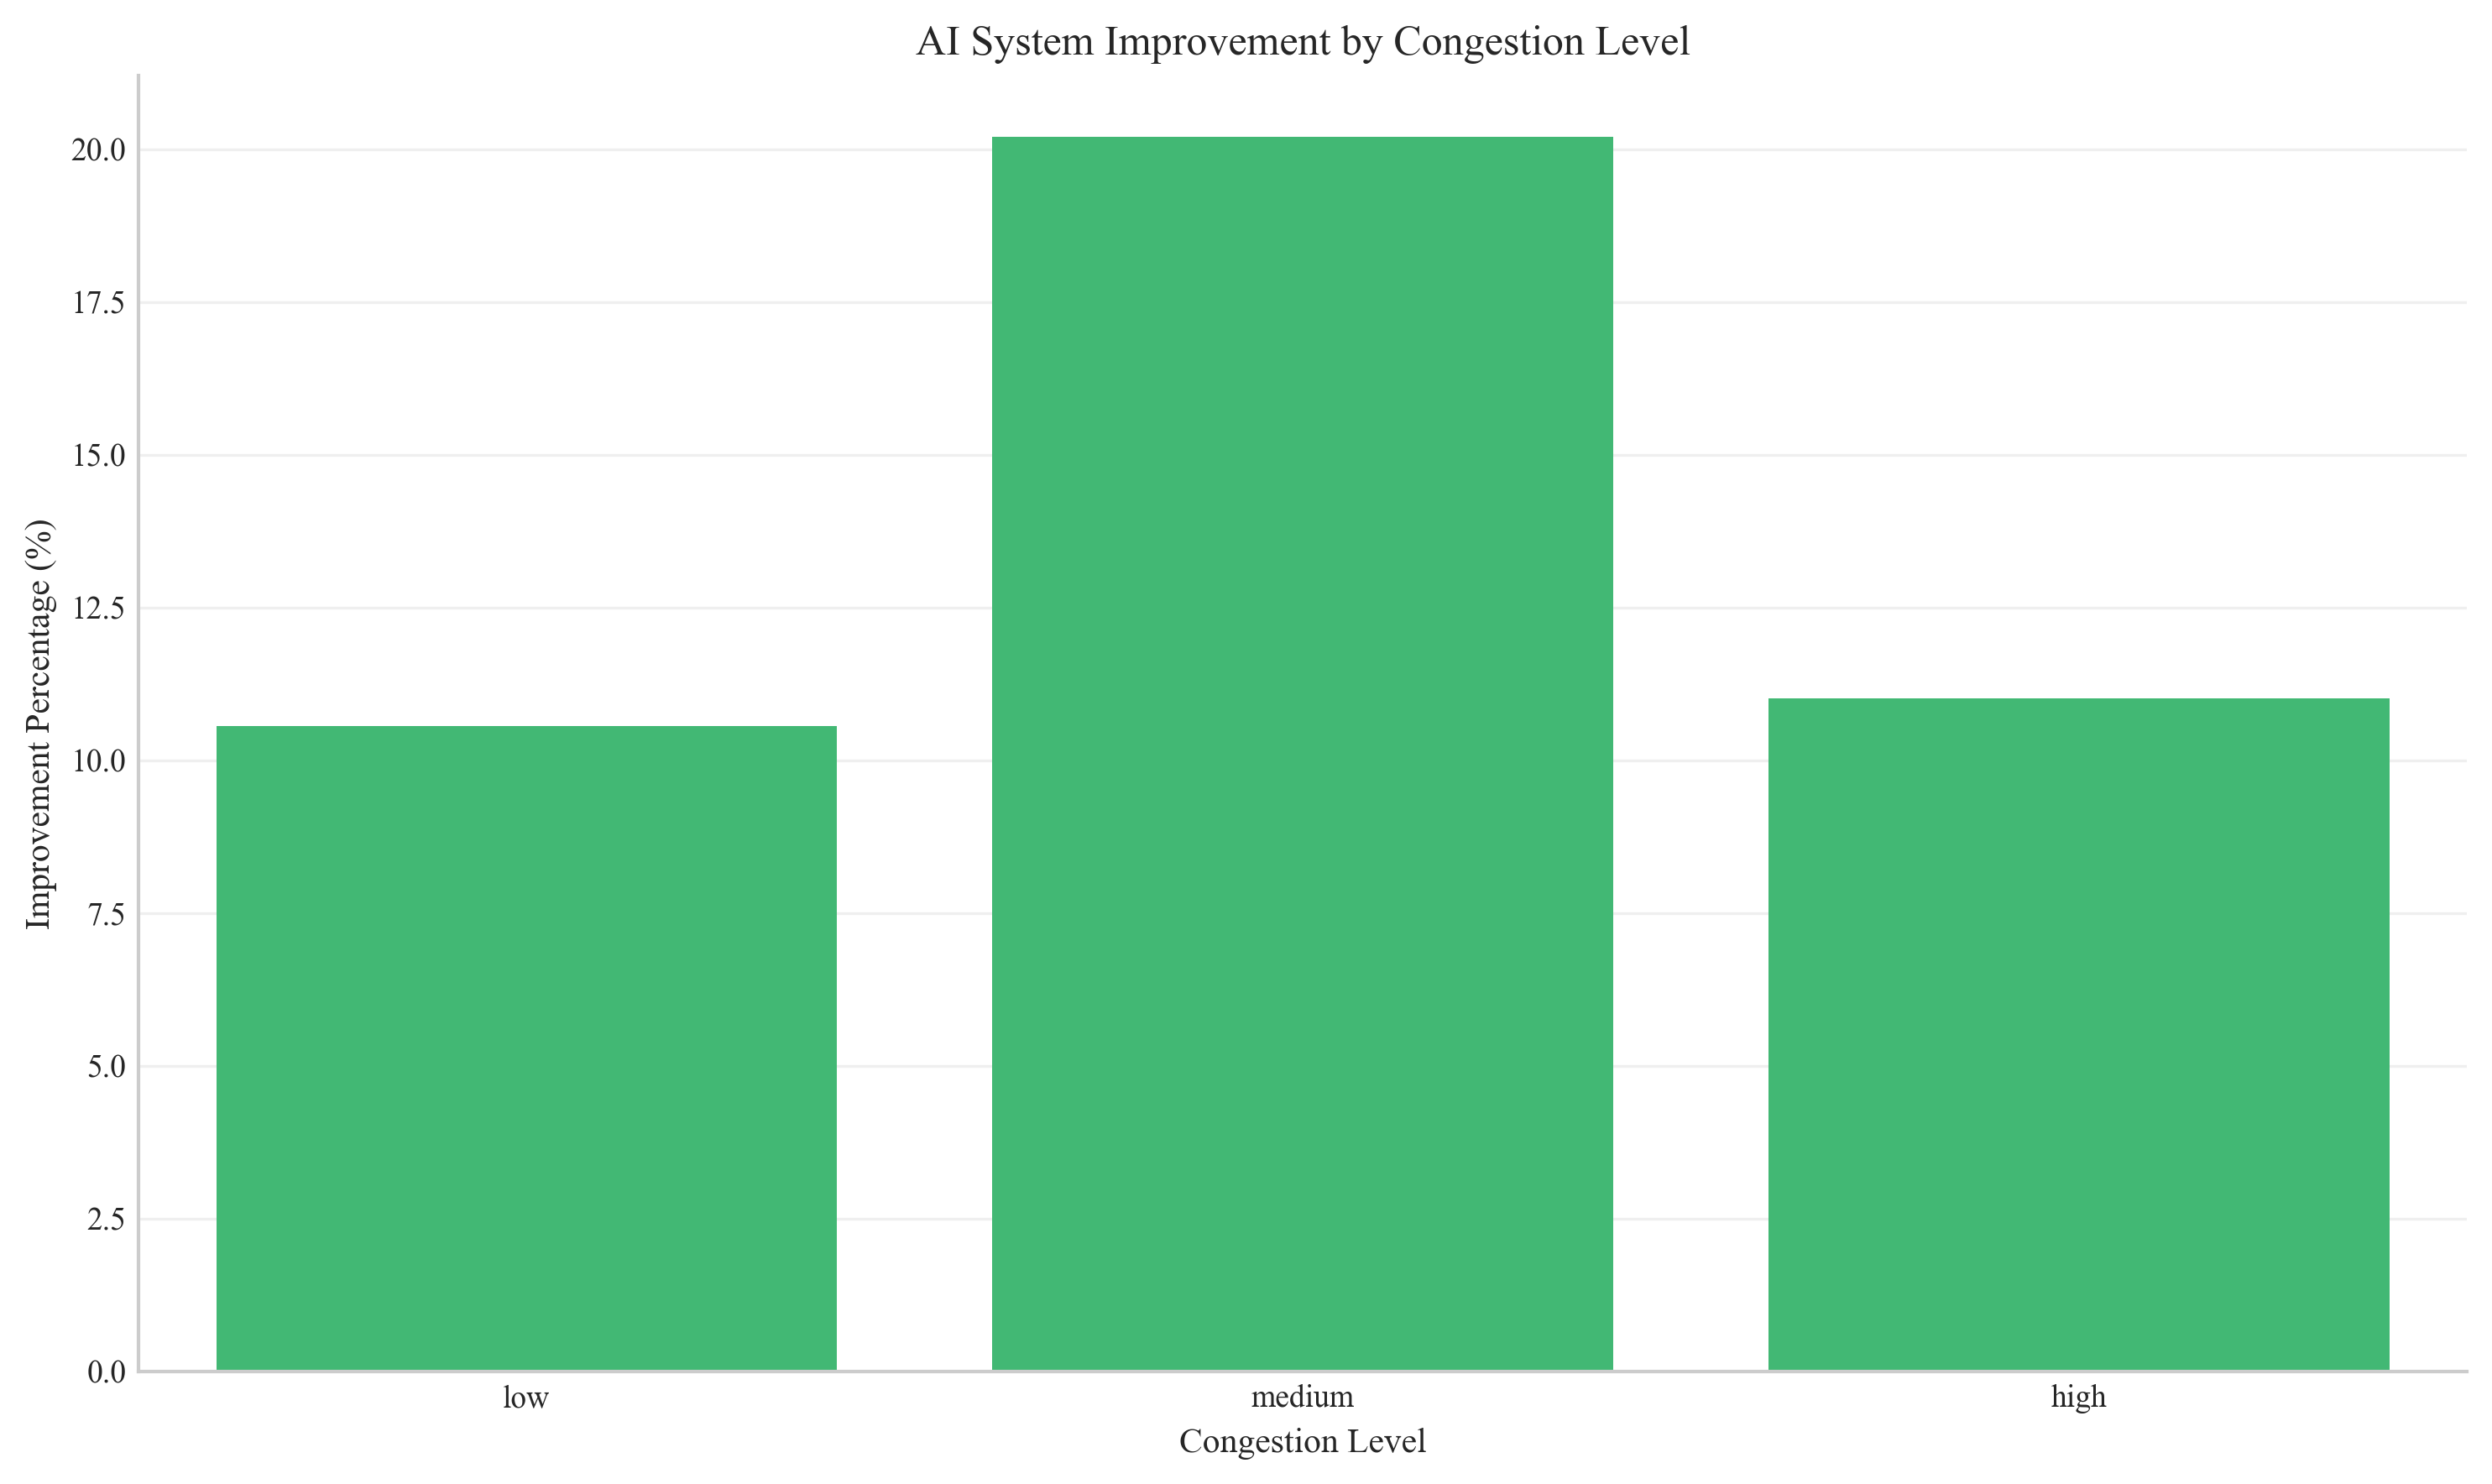 AI System Improvement by Congestion Level
Improvement Percentage (%)
20.0
17.5
15.0
12.5
10.0
7.5
5.0
2.5
0.0
low medium high
Congestion Level